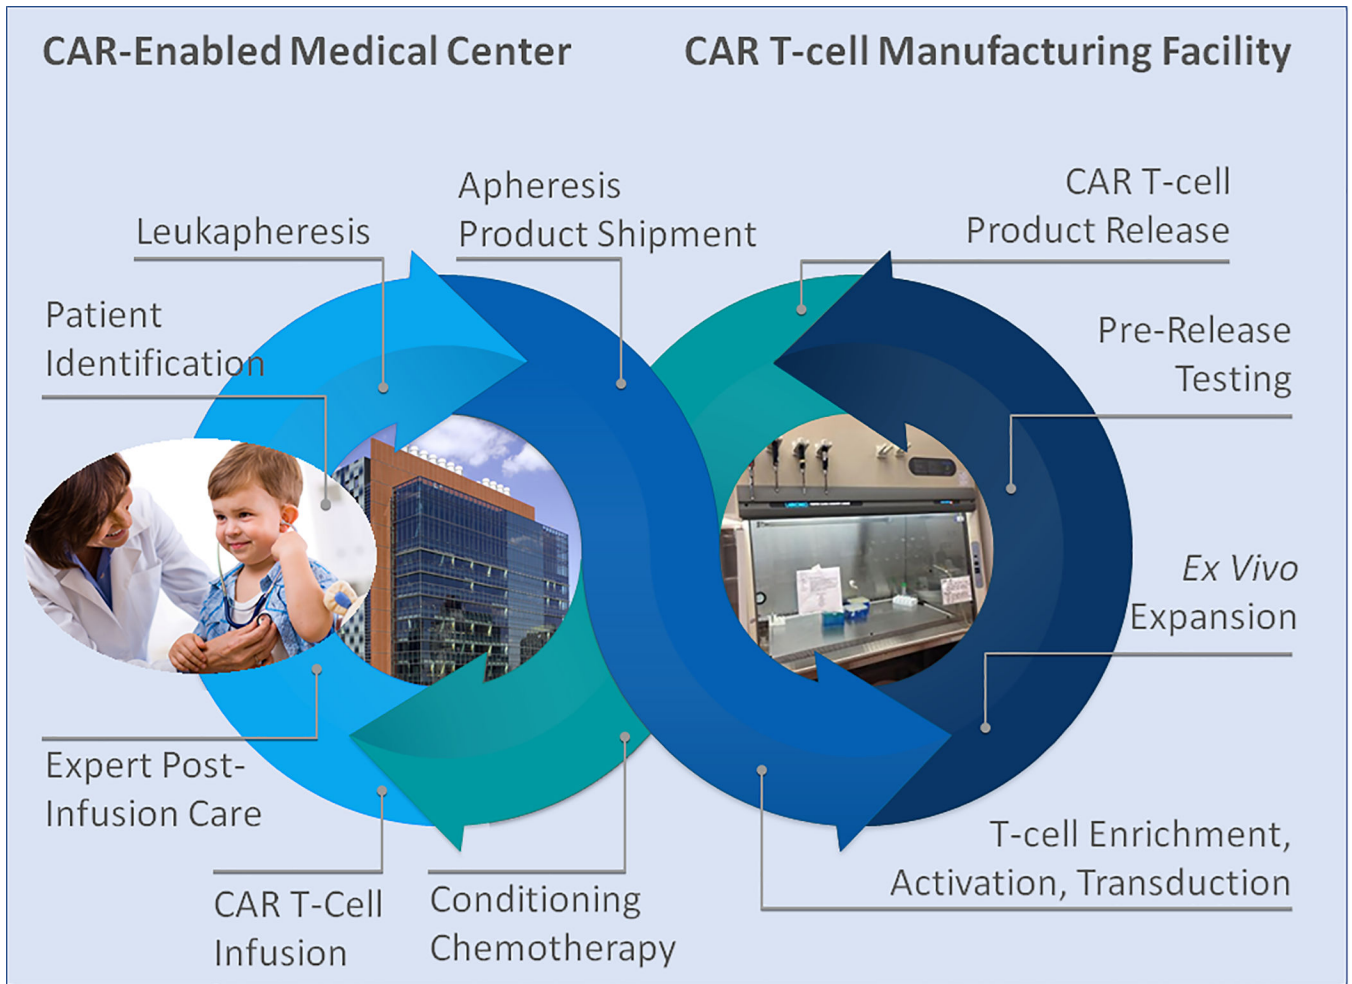 CAR-Enabled Medical Center
CAR T-cell Manufacturing Facility
Leukapheresis
Apheresis
Product Shipment
CAR T-cell
Product Release
Patient
Identification
Pre-Release
Testing
Ex Vivo
Expansion
Expert Post-
Infusion Care
T-cell Enrichment,
Activation, Transduction
CAR T-Cell
Infusion
Conditioning
Chemotherapy